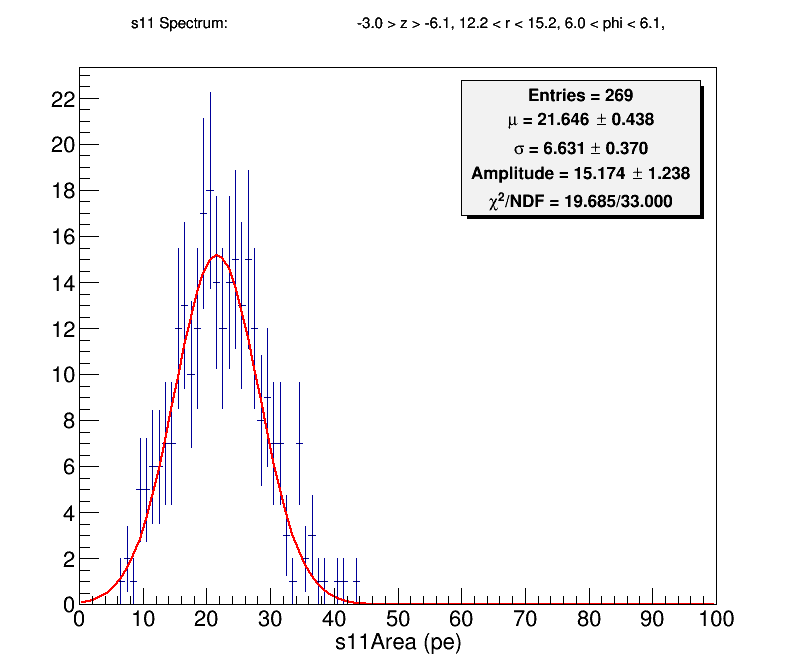 s11 Spectrum: -3.0 > z > -6.1, 12.2 < r < 15.2, 6.0 < phi < 6.1,
Entries = 269
μ = 21.646 ± 0.438
σ = 6.631 ± 0.370
Amplitude = 15.174 ± 1.238
χ²/NDF = 19.685/33.000
22
20
18
16
14
12
10
8
6
4
2
0
0 10 20 30 40 50 60 70 80 90 100
s11Area (pe)